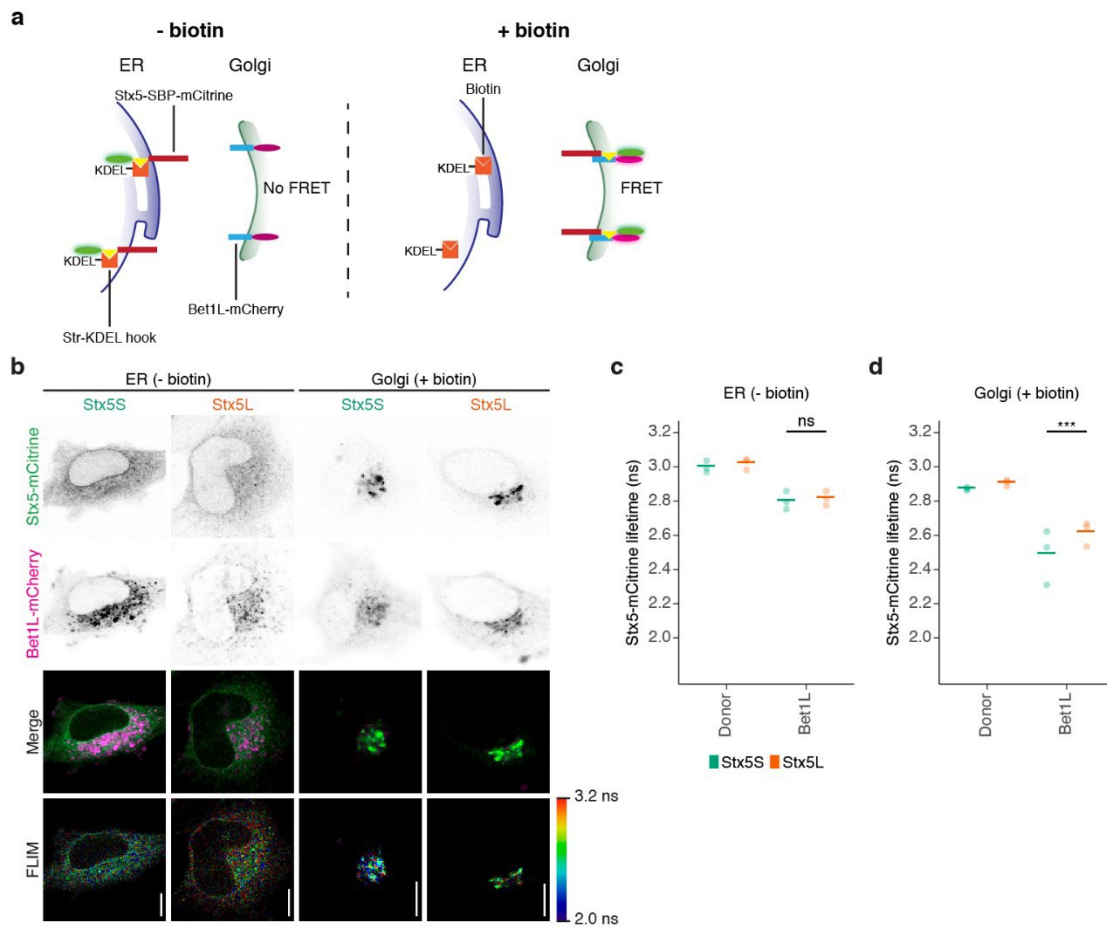 a
- biotin
+ biotin
ER
Golgi
ER
Golgi
Stx5-SBP-mCitrine
Biotin
KDEL
No FRET
KDEL
FRET
KDEL
KDEL
Bet1L-mCherry
Str-KDEL hook
b
ER (- biotin)
Golgi (+ biotin)
Stx5S
Stx5L
Stx5S
Stx5L
Stx5-mCitrine
Bet1L-mCherry
Merge
FLIM
3.2 ns
2.0 ns
c
ER (- biotin)
ns
3.2
3.0
2.8
2.6
2.4
2.2
2.0
Stx5-mCitrine lifetime (ns)
Donor
Bet1L
d
Golgi (+ biotin)
***
3.2
3.0
2.8
2.6
2.4
2.2
2.0
Stx5-mCitrine lifetime (ns)
Donor
Bet1L
Stx5S
Stx5L